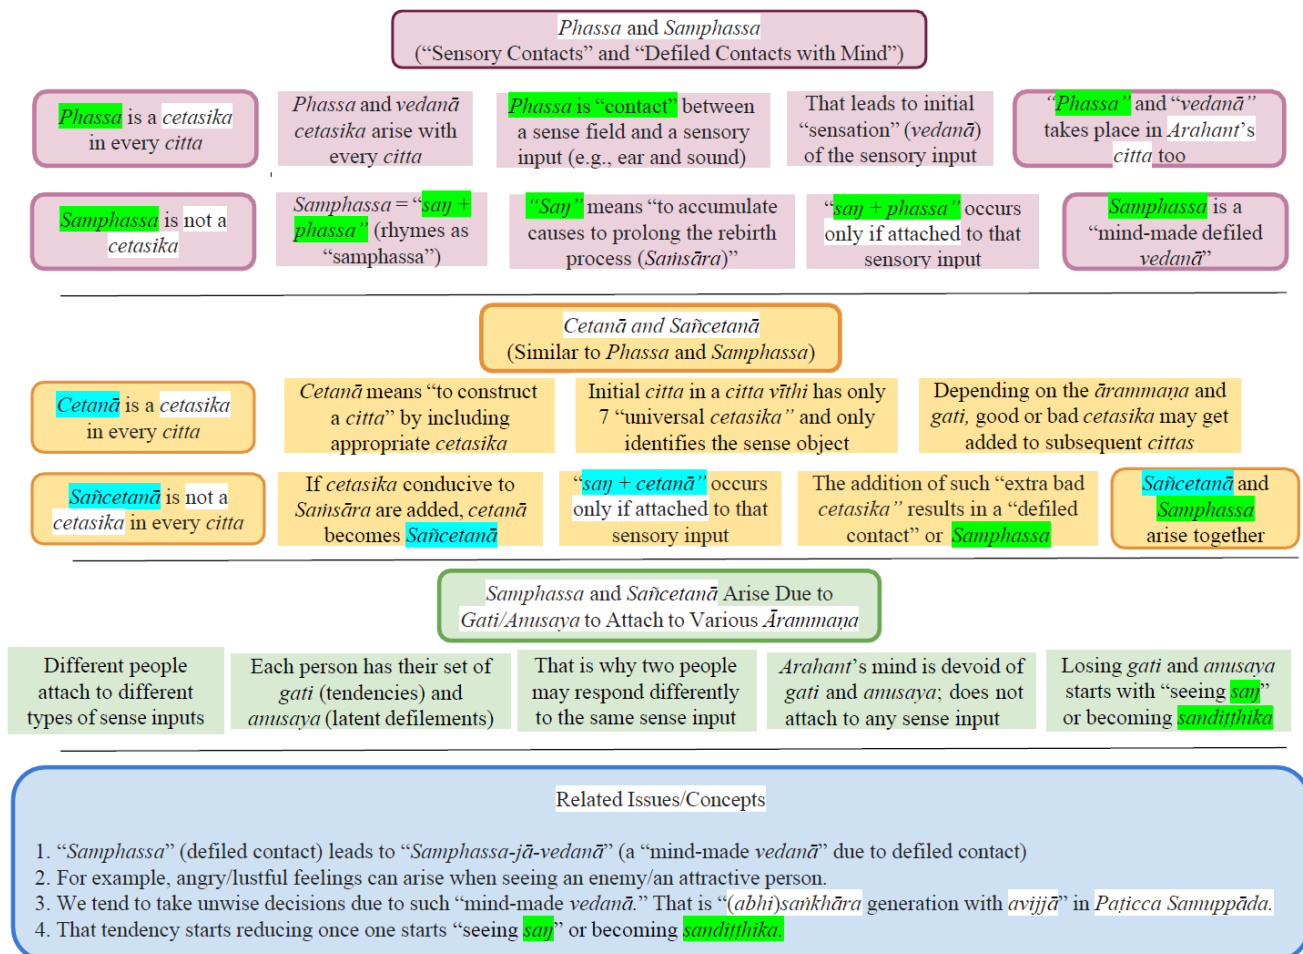 Phassa and Samphassa
(“Sensory Contacts” and “Defiled Contacts with Mind”)
Phassa is a cetasika
in every citta
Phassa and vedanā
cetasika arise with
every citta
Phassa is “contact” between
a sense field and a sensory
input (e.g., ear and sound)
That leads to initial
“sensation” (vedanā)
of the sensory input
“Phassa” and “vedanā”
takes place in Arahant’s
citta too
Samphassa is not a
cetasika
Samphassa = “saŋ +
phassa” (rhymes as
“samphassa”)
“Saŋ” means “to accumulate
causes to prolong the rebirth
process (Saṁsāra)”
“saŋ + phassa” occurs
only if attached to that
sensory input
Samphassa is a
“mind-made defiled
vedanā”
Cetanā and Sañcetanā
(Similar to Phassa and Samphassa)
Cetanā is a cetasika
in every citta
Cetanā means “to construct
a citta” by including
appropriate cetasika
Initial citta in a citta vīthi has only
7 “universal cetasika” and only
identifies the sense object
Depending on the ārammaṇa and
gati, good or bad cetasika may get
added to subsequent cittas
Sañcetanā is not a
cetasika in every citta
If cetasika conducive to
Saṁsāra are added, cetanā
becomes Sañcetanā
“saŋ + cetanā” occurs
only if attached to that
sensory input
The addition of such “extra bad
cetasika” results in a “defiled
contact” or Samphassa
Sañcetanā and
Samphassa
arise together
Samphassa and Sañcetanā Arise Due to
Gati/Anusaya to Attach to Various Ārammaṇa
Different people
attach to different
types of sense inputs
Each person has their set of
gati (tendencies) and
anusaya (latent defilements)
That is why two people
may respond differently
to the same sense input
Arahant’s mind is devoid of
gati and anusaya; does not
attach to any sense input
Losing gati and anusaya
starts with “seeing saŋ”
or becoming sandiṭṭhika
Related Issues/Concepts
1. “Samphassa” (defiled contact) leads to “Samphassa-jā-vedanā” (a “mind-made vedanā” due to defiled contact)
2. For example, angry/lustful feelings can arise when seeing an enemy/an attractive person.
3. We tend to take unwise decisions due to such “mind-made vedanā.” That is “(abhi)saṅkhāra generation with avijjā” in Paṭicca Samuppāda.
4. That tendency starts reducing once one starts “seeing saŋ” or becoming sandiṭṭhika.